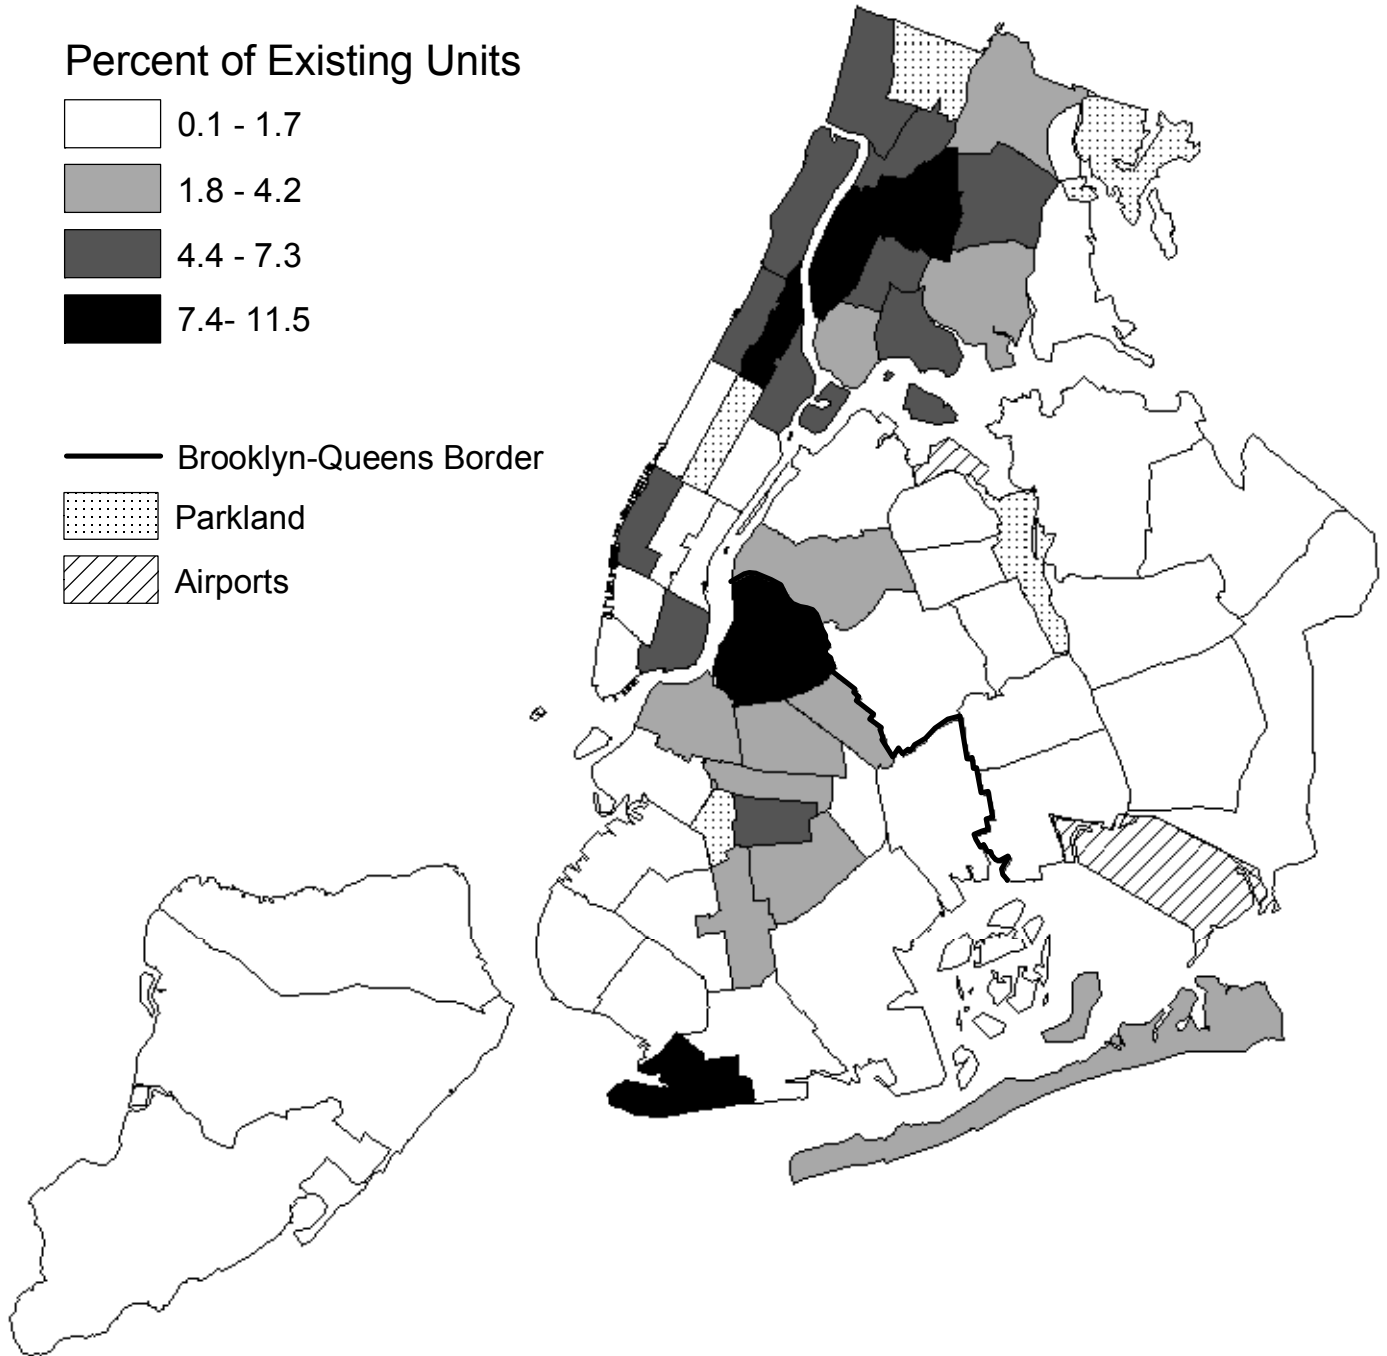 Percent of Existing Units
0.1 - 1.7
1.8 - 4.2
4.4 - 7.3
7.4- 11.5
Brooklyn-Queens Border
Parkland
Airports